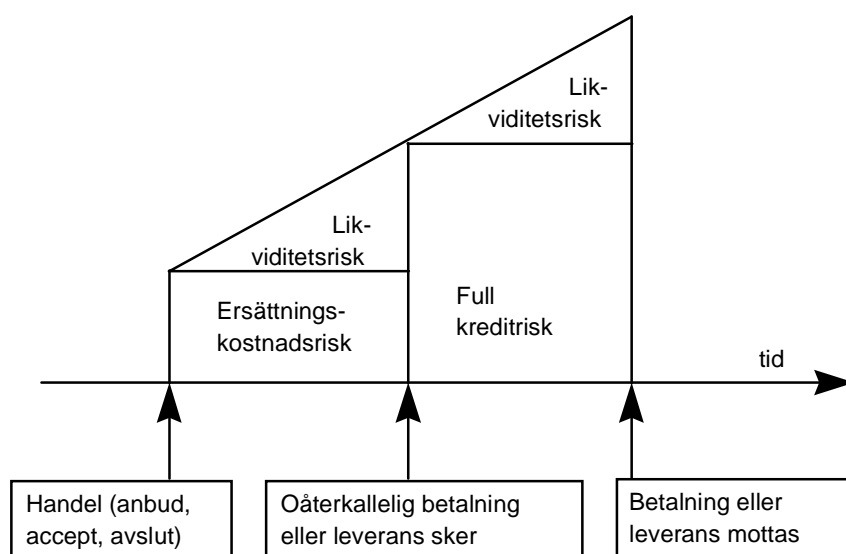 Lik-
viditetsrisk
Lik-
viditetsrisk
Ersättnings-
kostnadsrisk
Full
kreditrisk
tid
Handel (anbud,
accept, avslut)
Oåterkallelig betalning
eller leverans sker
Betalning eller
leverans mottas